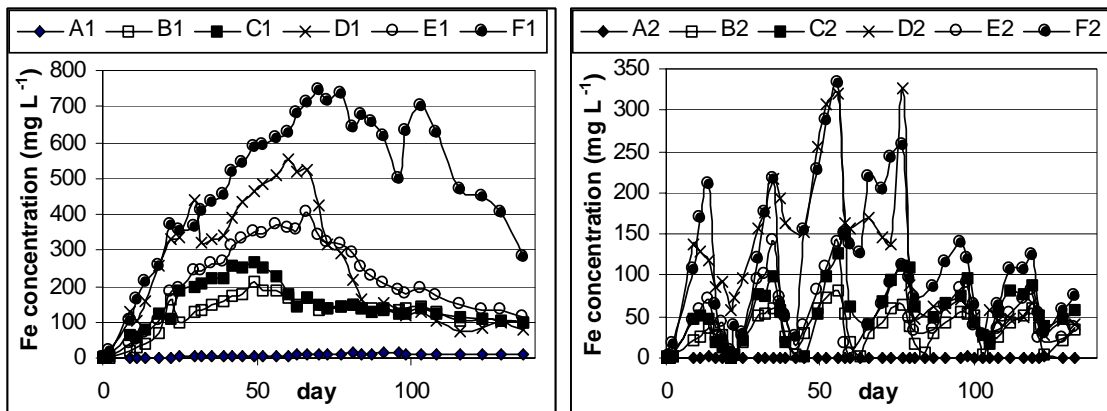 A1 B1 C1 D1 E1 F1
Fe concentration (mg L⁻¹)
800
700
600
500
400
300
200
100
0
0 50 100
day
A2 B2 C2 D2 E2 F2
Fe concentration (mg L⁻¹)
350
300
250
200
150
100
50
0
0 50 100
day